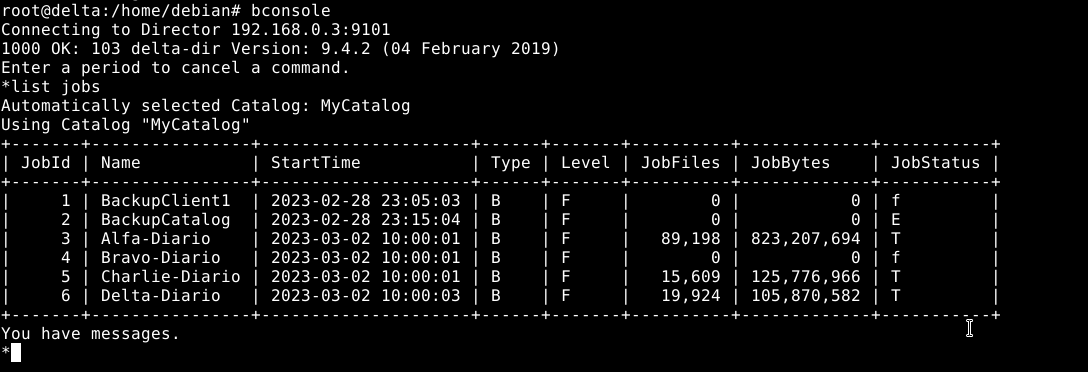 root@delta:/home/debian# bconsole
Connecting to Director 192.168.0.3:9101
1000 OK: 103 delta-dir Version: 9.4.2 (04 February 2019)
Enter a period to cancel a command.
*list jobs
Automatically selected Catalog: MyCatalog
Using Catalog "MyCatalog"
+-------+----------------+---------------------+------+-------+----------+-------------+-----------+
| JobId | Name           | StartTime           | Type | Level | JobFiles | JobBytes    | JobStatus |
+-------+----------------+---------------------+------+-------+----------+-------------+-----------+
|     1 | BackupClient1  | 2023-02-28 23:05:03 | B    | F     |        0 |           0 | f         |
|     2 | BackupCatalog  | 2023-02-28 23:15:04 | B    | F     |        0 |           0 | E         |
|     3 | Alfa-Diario    | 2023-03-02 10:00:01 | B    | F     |   89,198 | 823,207,694 | T         |
|     4 | Bravo-Diario   | 2023-03-02 10:00:01 | B    | F     |        0 |           0 | f         |
|     5 | Charlie-Diario | 2023-03-02 10:00:01 | B    | F     |   15,609 | 125,776,966 | T         |
|     6 | Delta-Diario   | 2023-03-02 10:00:03 | B    | F     |   19,924 | 105,870,582 | T         |
+-------+----------------+---------------------+------+-------+----------+-------------+-----------+
You have messages.
*